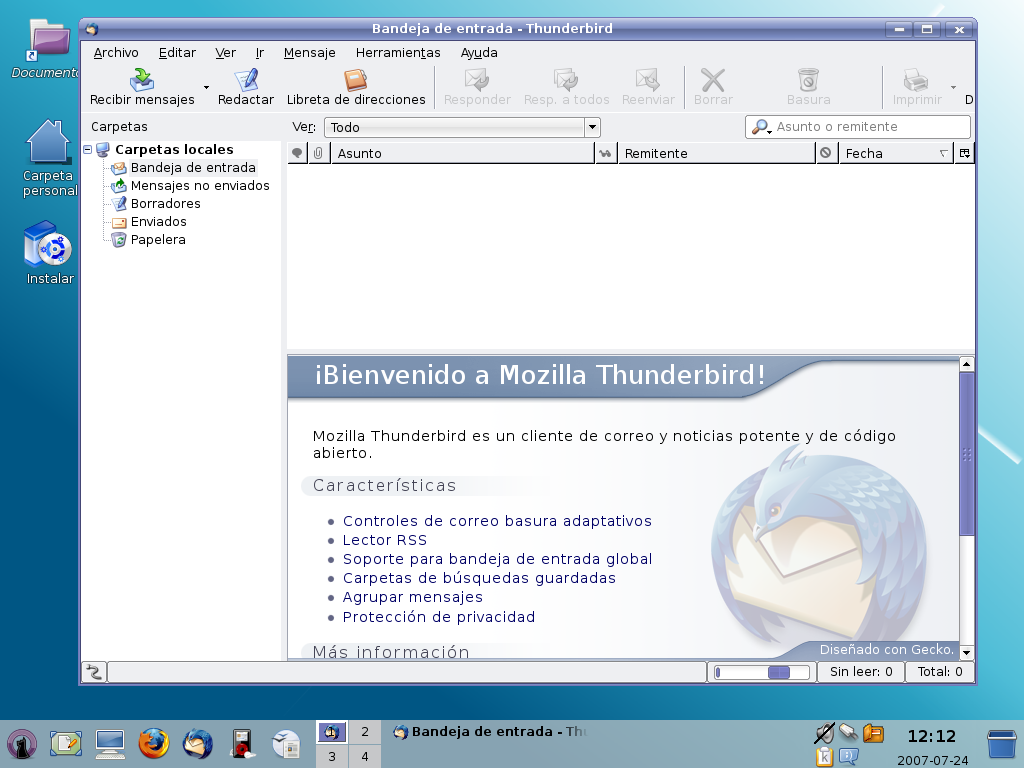 Bandeja de entrada - Thunderbird
Archivo Editar Ver Ir Mensaje Herramientas Ayuda
Recibir mensajes Redactar Libreta de direcciones Responder Resp. a todos Reenviar Borrar Basura Imprimir D
Carpetas Ver: Todo Asunto o remitente
Asunto Remitente Fecha
Carpetas locales
Bandeja de entrada
Mensajes no enviados
Borradores
Enviados
Papelera
Documento
Carpeta
personal
Instalar
¡Bienvenido a Mozilla Thunderbird!
Mozilla Thunderbird es un cliente de correo y noticias potente y de código
abierto.
Características
Controles de correo basura adaptativos
Lector RSS
Soporte para bandeja de entrada global
Carpetas de búsquedas guardadas
Agrupar mensajes
Protección de privacidad
Más información
Diseñado con Gecko.
Sin leer: 0 Total: 0
2
3 4
Bandeja de entrada - Th
12:12
2007-07-24